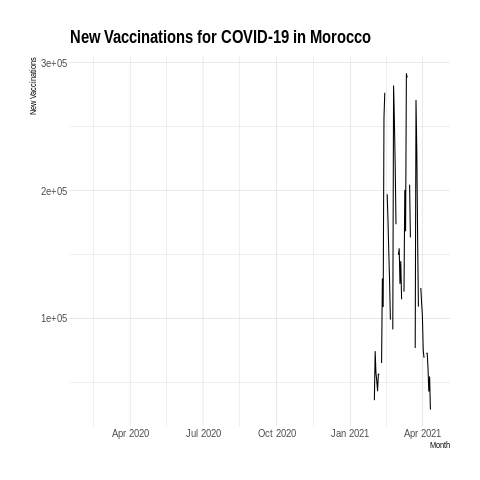 New Vaccinations for COVID-19 in Morocco
New Vaccinations
3e+05
2e+05
1e+05
Apr 2020 Jul 2020 Oct 2020 Jan 2021 Apr 2021
Month